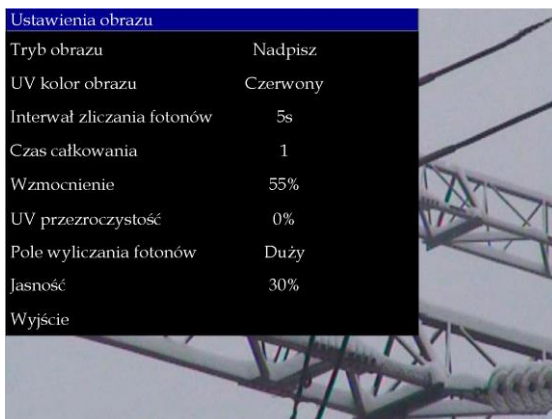 Ustawienia obrazu
Tryb obrazu Nadpisz
UV kolor obrazu Czerwony
Interwał zliczania fotonów 5s
Czas całkowania 1
Wzmocnienie 55%
UV przezroczystość 0%
Pole wyliczania fotonów Duży
Jasność 30%
Wyjście